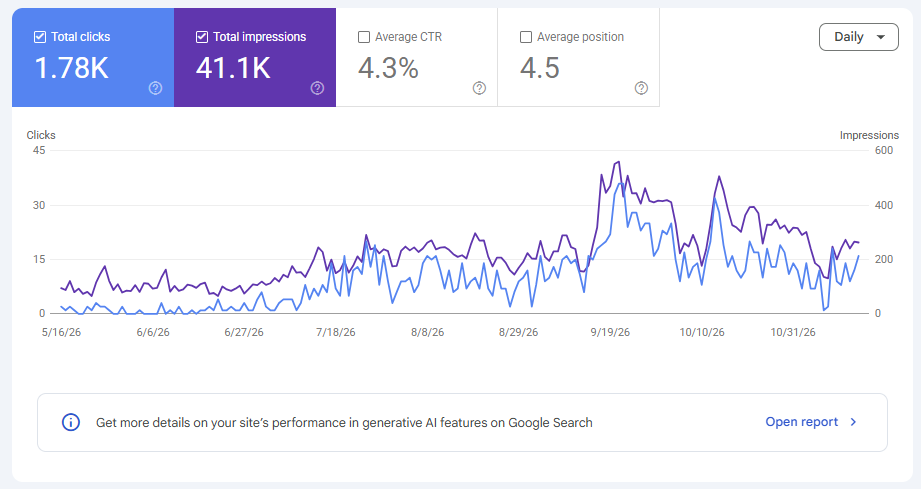 Total clicks
1.78K
Total impressions
41.1K
Average CTR
4.3%
Average position
4.5
Daily
Clicks
Impressions
45
600
30
400
15
200
0
0
5/16/26
6/6/26
6/27/26
7/18/26
8/8/26
8/29/26
9/19/26
10/10/26
10/31/26
Get more details on your site's performance in generative AI features on Google Search
Open report